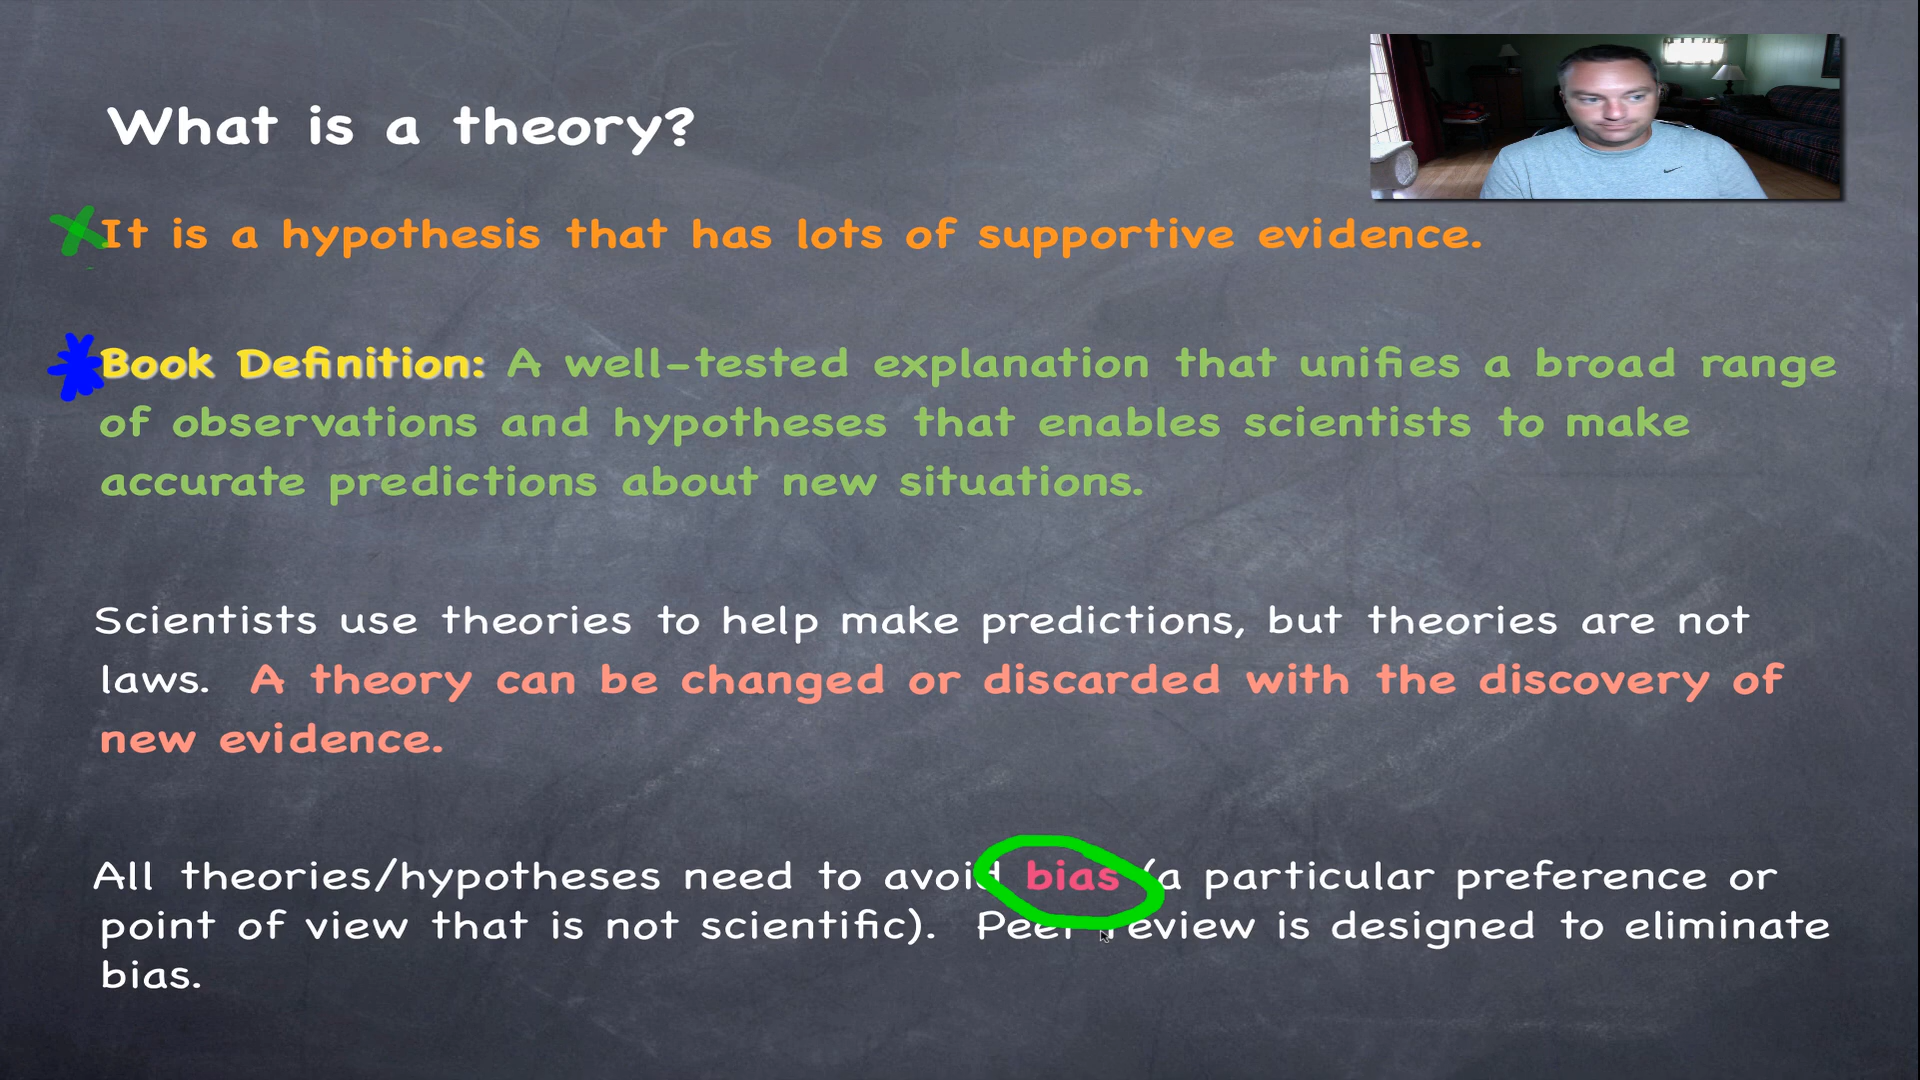 What is a theory?
It is a hypothesis that has lots of supportive evidence.
Book Definition: A well-tested explanation that unifies a broad range
of observations and hypotheses that enables scientists to make
accurate predictions about new situations.
Scientists use theories to help make predictions, but theories are not
laws. A theory can be changed or discarded with the discovery of
new evidence.
All theories/hypotheses need to avoid bias (a particular preference or
point of view that is not scientific). Peer review is designed to eliminate
bias.